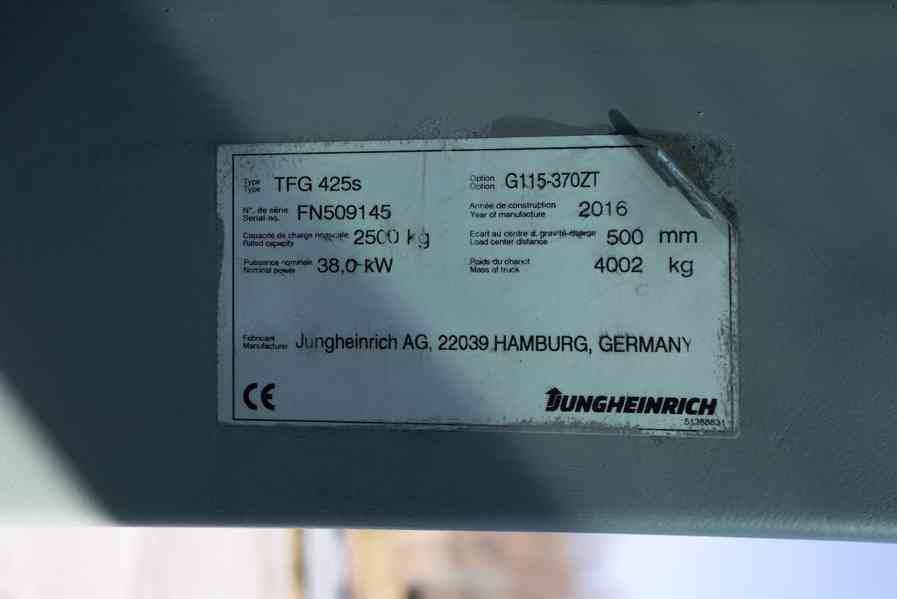 Type
Type TFG 425s
Option
Option G115-370ZT
N°. de série
Serial-no. FN509145
Année de construction
Year of manufacture 2016
Capacité de charge nominale
Rated capacity 2500 kg
Ecart au centre d. gravité-charge
Load center distance 500 mm
Puissance nominale
Nominal power 38,0 kW
Poids du chariot
Mass of truck 4002 kg
Fabricant
Manufacturer Jungheinrich AG, 22039 HAMBURG, GERMANY
CE
JUNGHEINRICH